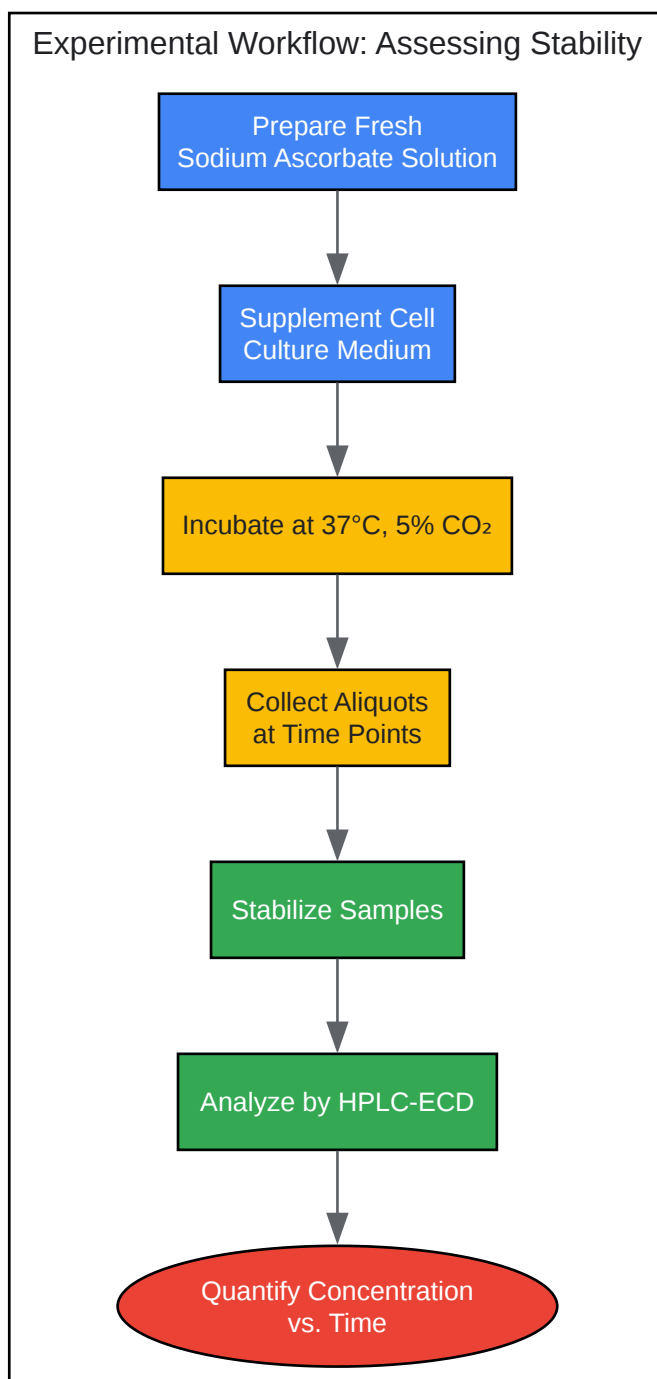 Experimental Workflow: Assessing Stability
Prepare Fresh
Sodium Ascorbate Solution
Supplement Cell
Culture Medium
Incubate at 37°C, 5% CO₂
Collect Aliquots
at Time Points
Stabilize Samples
Analyze by HPLC-ECD
Quantify Concentration
vs. Time